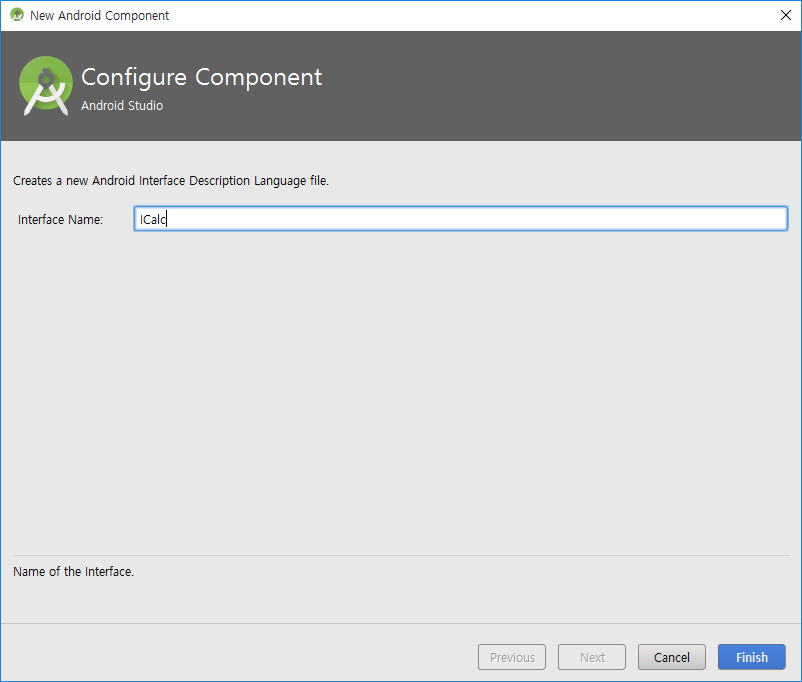 New Android Component
Configure Component
Android Studio
Creates a new Android Interface Description Language file.
Interface Name: ICalc
Name of the Interface.
Previous Next Cancel Finish